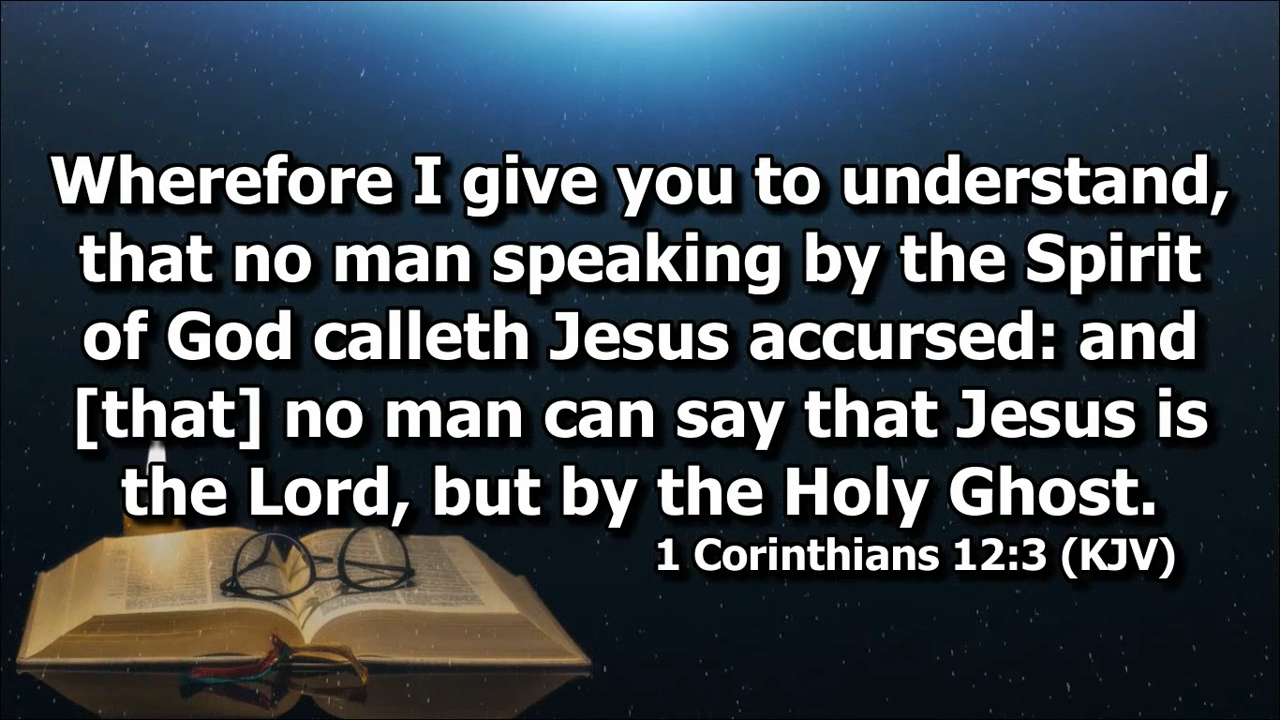 Wherefore I give you to understand,
that no man speaking by the Spirit
of God calleth Jesus accursed: and
[that] no man can say that Jesus is
the Lord, but by the Holy Ghost.
1 Corinthians 12:3 (KJV)